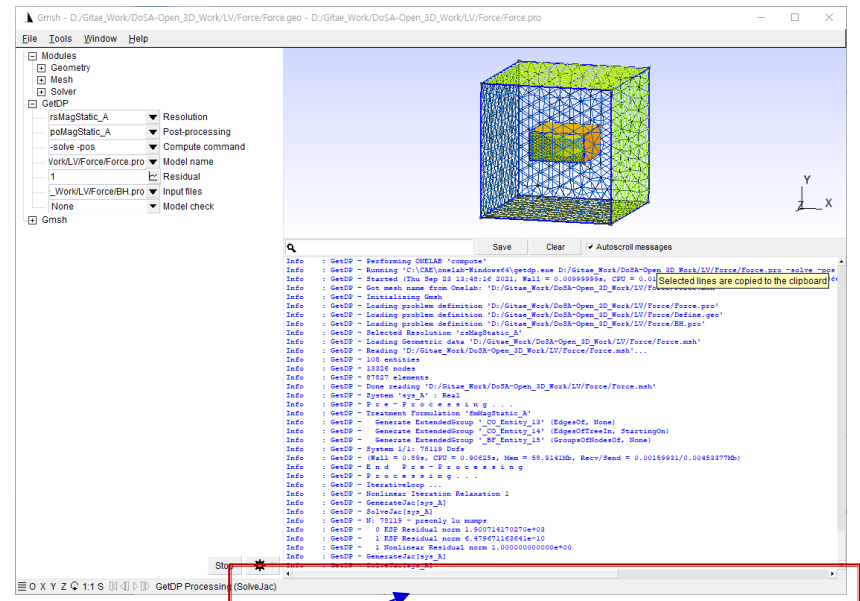 Gmsh - D:/Gitae_Work/DoSA-Open_3D_Work/LV/Force/Force.geo - D:/Gitae_Work/DoSA-Open_3D_Work/LV/Force/Force.pro
File Tools Window Help
Modules
Geometry
Mesh
Solver
GetDP
rsMagStatic_A Resolution
poMagStatic_A Post-processing
-solve -pos Compute command
Work/LV/Force/Force.pro Model name
1 Residual
_Work/LV/Force/BH.pro Input files
None Model check
Gmsh
Y
Z X
Save Clear Autoscroll messages
Info : GetDP - Performing ONELAB 'compute'
Info : GetDP - Running 'C:\CAE\onelab-Windows64\getdp.exe D:/Gitae_Work/DoSA-Open_3D_Work/LV/Force/Force.pro -solve -pos
Info : GetDP - Started (Thu Sep 23 12:48:16 2021, Wall = 0.00999999s, CPU = 0.01
Selected lines are copied to the clipboard
Info : GetDP - Got mesh name from Onelab: 'D:/Gitae_Work/DoSA-Open_3D_Work/LV/Force/Force.msh'
Info : GetDP - Initializing Gmsh
Info : GetDP - Loading problem definition 'D:/Gitae_Work/DoSA-Open_3D_Work/LV/Force/Force.pro'
Info : GetDP - Loading problem definition 'D:/Gitae_Work/DoSA-Open_3D_Work/LV/Force/Define.geo'
Info : GetDP - Loading problem definition 'D:/Gitae_Work/DoSA-Open_3D_Work/LV/Force/BH.pro'
Info : GetDP - Selected Resolution 'rsMagStatic_A'
Info : GetDP - Loading Geometric data 'D:/Gitae_Work/DoSA-Open_3D_Work/LV/Force/Force.msh'
Info : GetDP - Reading 'D:/Gitae_Work/DoSA-Open_3D_Work/LV/Force/Force.msh'...
Info : GetDP - 108 entities
Info : GetDP - 13326 nodes
Info : GetDP - 87827 elements
Info : GetDP - Done reading 'D:/Gitae_Work/DoSA-Open_3D_Work/LV/Force/Force.msh'
Info : GetDP - System 'sys_A' : Real
Info : GetDP - P r e - P r o c e s s i n g . . .
Info : GetDP - Treatment Formulation 'fmMagStatic_A'
Info : GetDP - Generate ExtendedGroup '_CO_Entity_13' (EdgesOf, None)
Info : GetDP - Generate ExtendedGroup '_CO_Entity_14' (EdgesOfTreeIn, StartingOn)
Info : GetDP - Generate ExtendedGroup '_BF_Entity_15' (GroupsOfNodesOf, None)
Info : GetDP - System 1/1: 78119 Dofs
Info : GetDP - (Wall = 0.89s, CPU = 0.90625s, Mem = 58.9141Mb, Recv/Send = 0.00159931/0.00453377Mb)
Info : GetDP - E n d P r e - P r o c e s s i n g
Info : GetDP - P r o c e s s i n g . . .
Info : GetDP - IterativeLoop ...
Info : GetDP - Nonlinear Iteration Relaxation 1
Info : GetDP - GenerateJac[sys_A]
Info : GetDP - SolveJac[sys_A]
Info : GetDP - N: 78119 - preonly lu mumps
Info : GetDP - 0 KSP Residual norm 1.900714170270e+03
Info : GetDP - 1 KSP Residual norm 6.479671163641e-10
Info : GetDP - 1 Nonlinear Residual norm 1.000000000000e+00
Info : GetDP - GenerateJac[sys_A]
Info : GetDP - SolveJac[sys_A]
Stop
O X Y Z 1:1 S GetDP Processing (SolveJac)